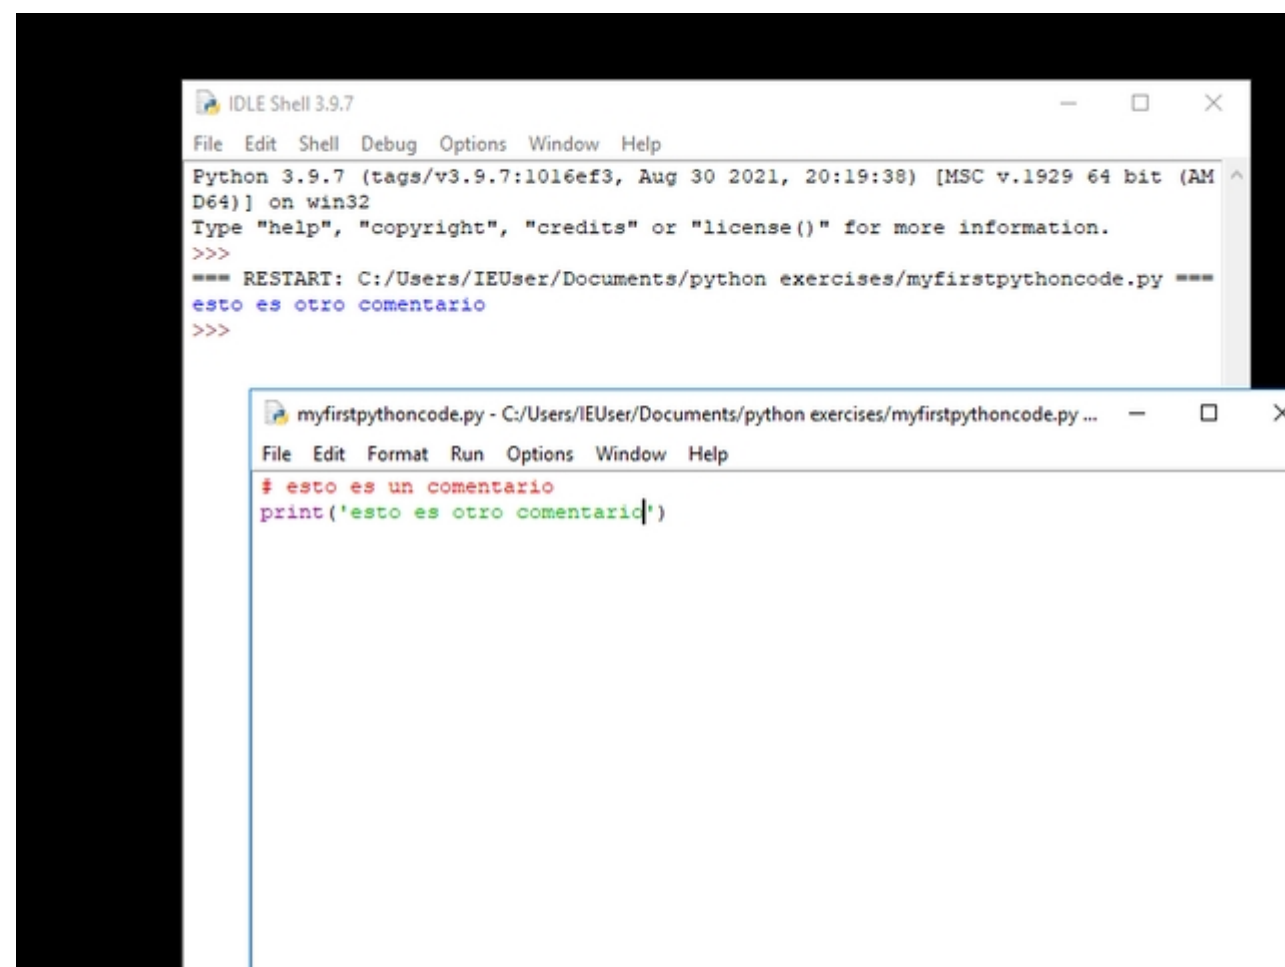 IDLE Shell 3.9.7
File Edit Shell Debug Options Window Help
Python 3.9.7 (tags/v3.9.7:1016ef3, Aug 30 2021, 20:19:38) [MSC v.1929 64 bit (AM
D64)] on win32
Type "help", "copyright", "credits" or "license()" for more information.
>>>
=== RESTART: C:/Users/IEUser/Documents/python exercises/myfirstpythoncode.py ===
esto es otro comentario
>>>
myfirstpythoncode.py - C:/Users/IEUser/Documents/python exercises/myfirstpythoncode.py ...
File Edit Format Run Options Window Help
# esto es un comentario
print('esto es otro comentario')